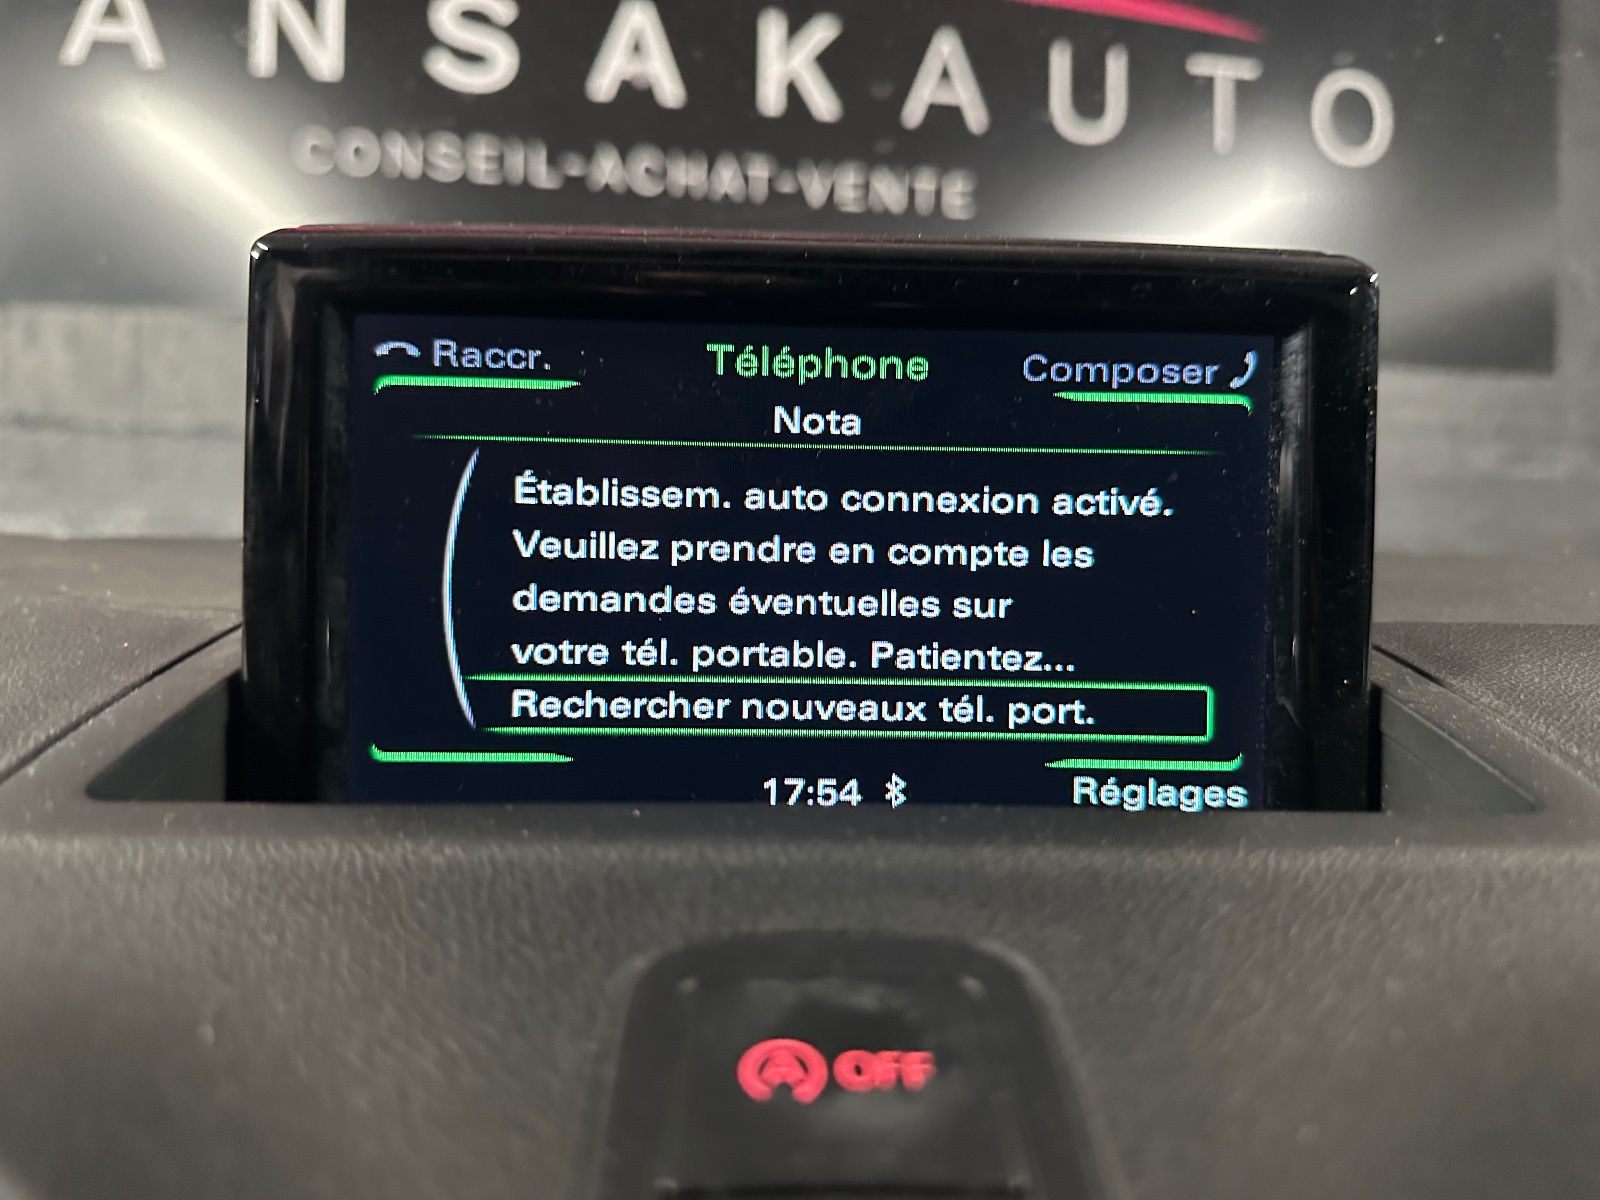 ANSAKAUTO
CONSEIL-ACHAT-VENTE
Raccr.
Téléphone
Composer
Nota
Établissem. auto connexion activé.
Veuillez prendre en compte les
demandes éventuelles sur
votre tél. portable. Patientez...
Rechercher nouveaux tél. port.
17:54
Réglages
A OFF